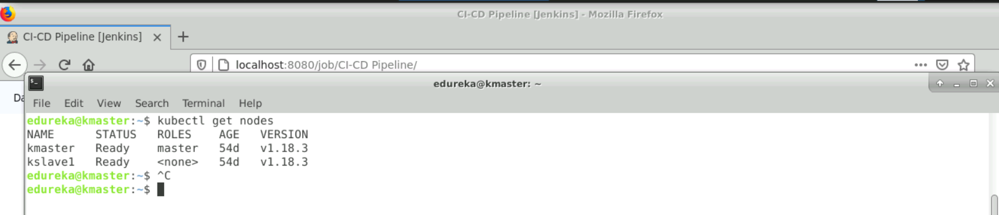 CI-CD Pipeline [Jenkins] - Mozilla Firefox
CI-CD Pipeline [Jenkins]
localhost:8080/job/CI-CD Pipeline/
edureka@kmaster: ~
File Edit View Search Terminal Help
edureka@kmaster:~$ kubectl get nodes
NAME STATUS ROLES AGE VERSION
kmaster Ready master 54d v1.18.3
kslave1 Ready <none> 54d v1.18.3
edureka@kmaster:~$ ^C
edureka@kmaster:~$